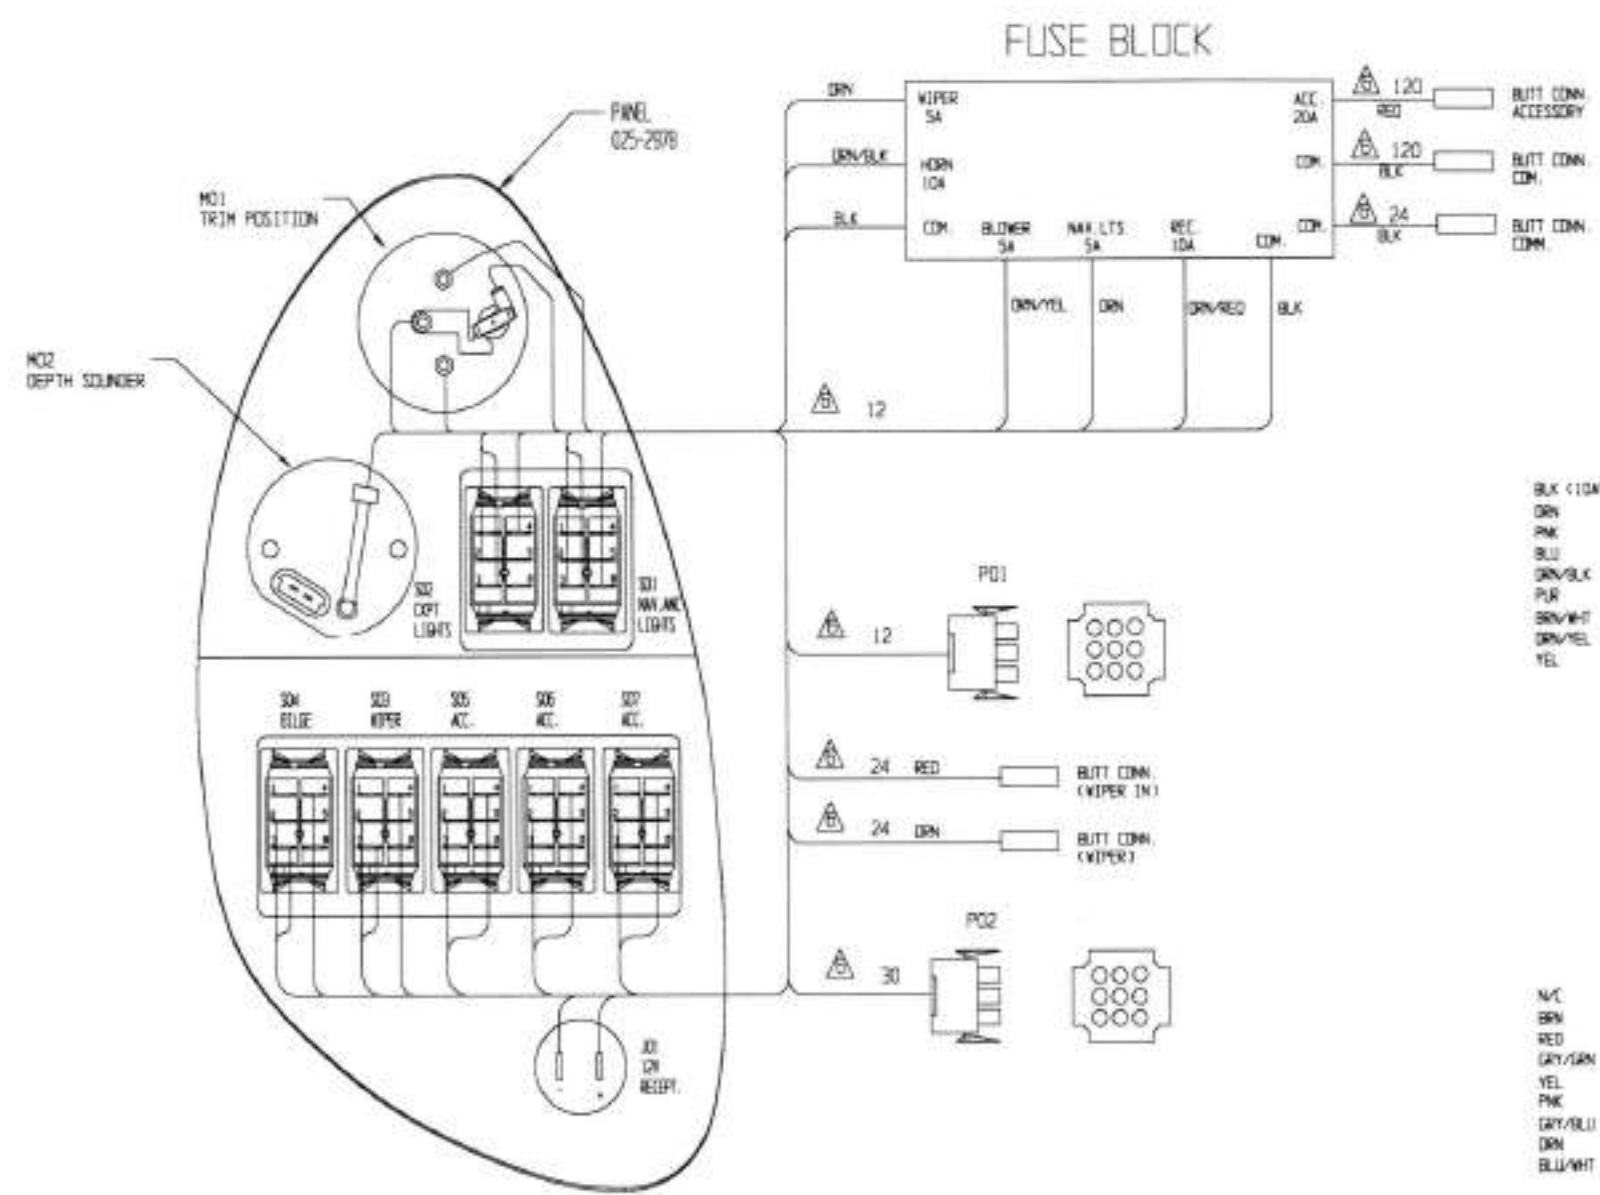 FUSE BLOCK
PANEL
025-2978
M01
TRIM POSITION
M02
DEPTH SOUNDER
ORN
ORN/BLK
BLK
WIPER
5A
HORN
10A
COM.
BLOWER
5A
NAV.LTS
5A
REC.
10A
COM.
ACC.
20A
COM.
COM.
120
RED
BUTT CONN.
ACCESSORY
120
BLK
BUTT CONN.
COM.
24
BLK
BUTT CONN.
COMM.
ORN/YEL
ORN
ORN/RED
BLK
12
S02
LIGHTS
S01
LIGHTS
S04
BILGE
S03
WIPER
S05
ACC.
S06
ACC.
S07
ACC.
P01
12
24 RED
BUTT CONN.
(WIPER IN)
24 ORN
BUTT CONN.
(WIPER)
P02
30
J01
12V
RECEPT.
- +
BLK (10A
ORN
PNK
BLU
ORN/BLK
PUR
BRN/WHT
ORN/YEL
YEL
N/C
BRN
RED
GRY/GRN
YEL
PNK
GRY/BLU
ORN
BLU/WHT